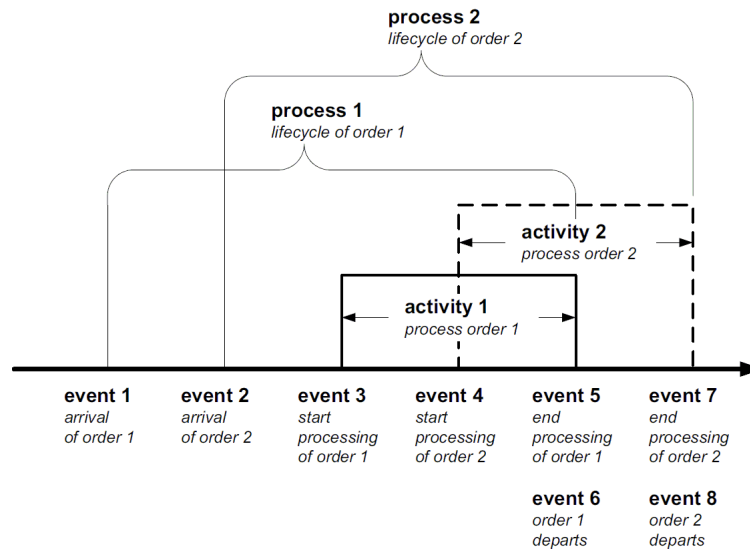 process 2
lifecycle of order 2
process 1
lifecycle of order 1
activity 2
process order 2
activity 1
process order 1
event 1
arrival
of order 1
event 2
arrival
of order 2
event 3
start
processing
of order 1
event 4
start
processing
of order 2
event 5
end
processing
of order 1
event 7
end
processing
of order 2
event 6
order 1
departs
event 8
order 2
departs